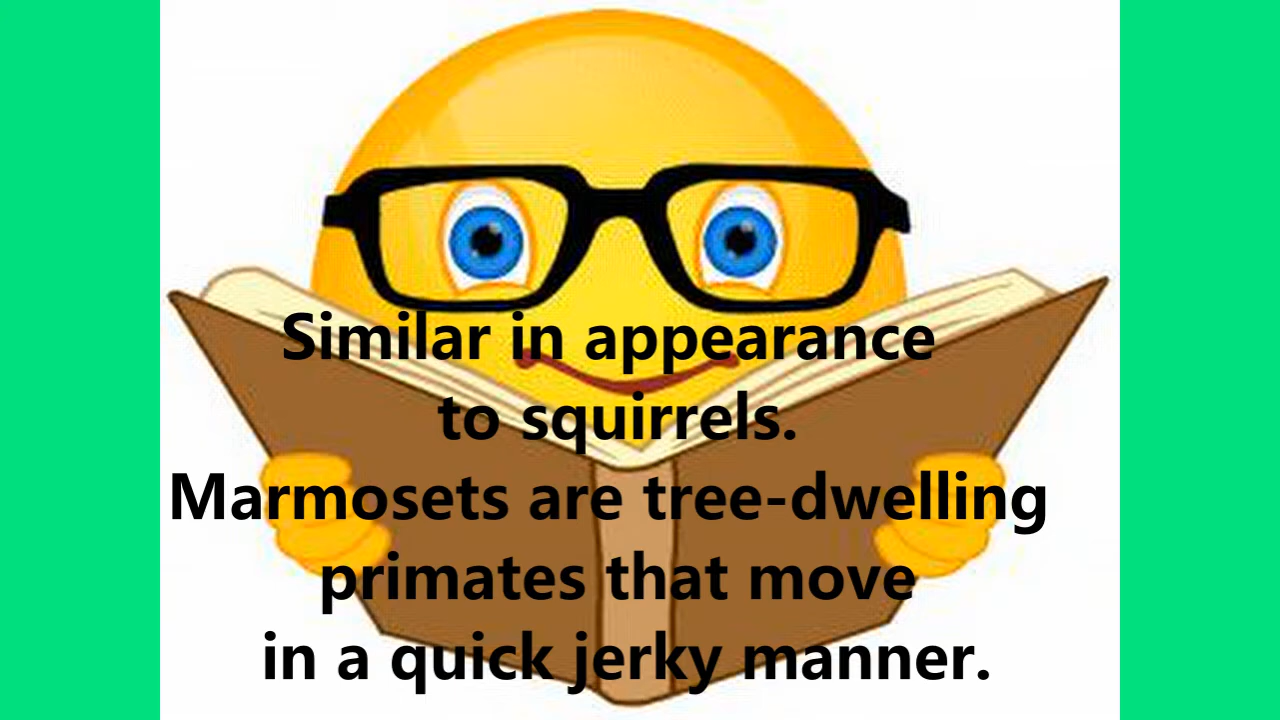 Similar in appearance
to squirrels.
Marmosets are tree-dwelling
primates that move
in a quick jerky manner.